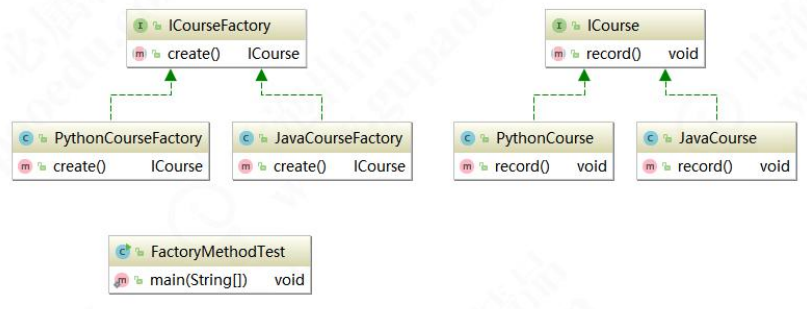 ICourseFactory
create() ICourse
ICourse
record() void
PythonCourseFactory
create() ICourse
JavaCourseFactory
create() ICourse
PythonCourse
record() void
JavaCourse
record() void
FactoryMethodTest
main(String[]) void